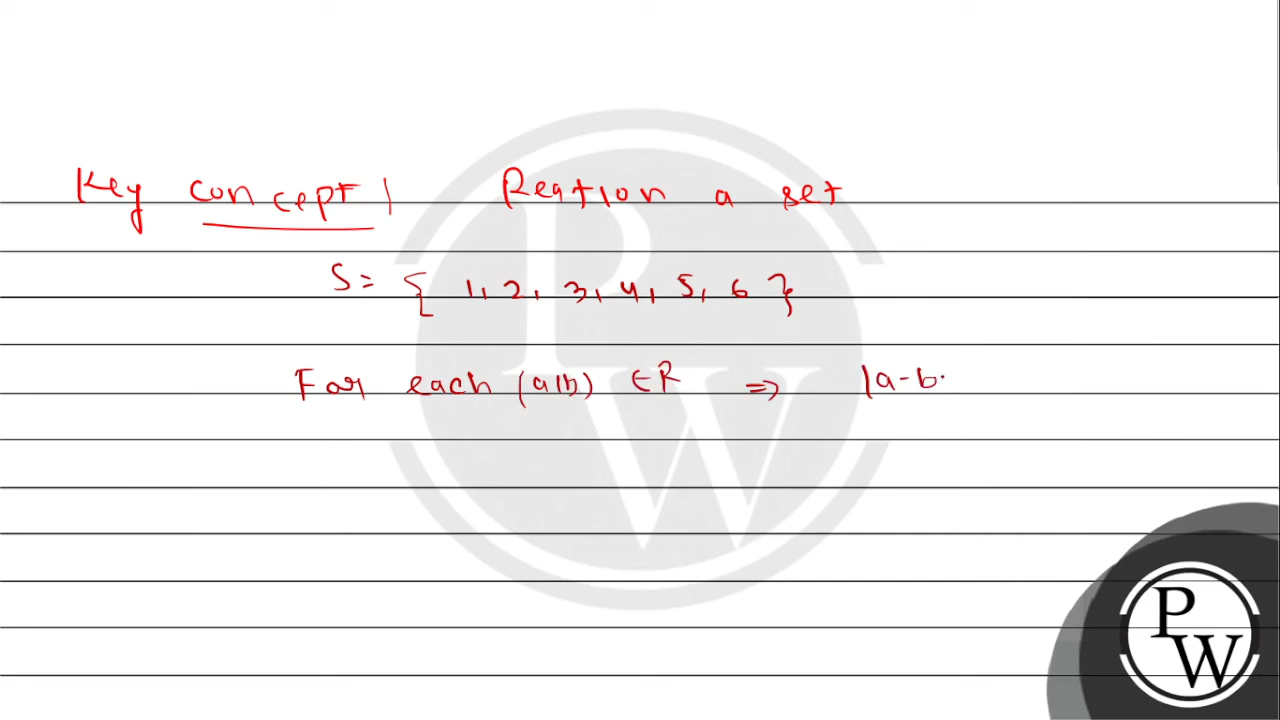 Key concept | Reation a set
S = { 1, 2, 3, 4, 5, 6 }
For each (a,b) ∈ R ⇒ |a-b
P
W
P
W